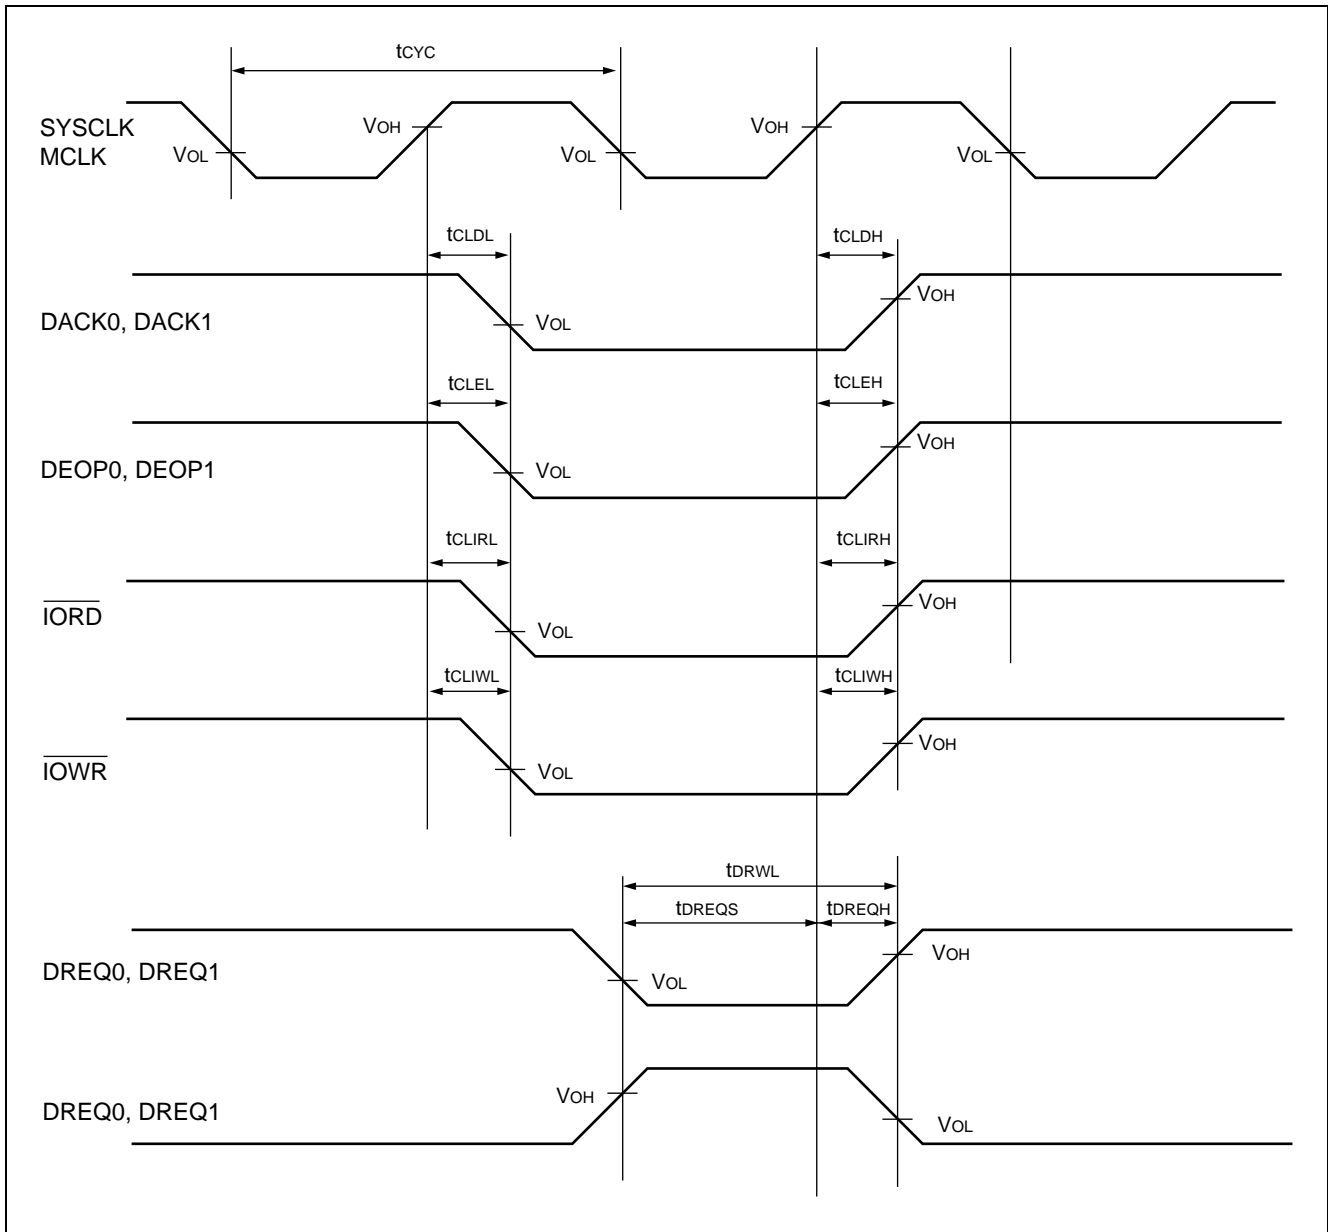 tCYC
SYSCLK
MCLK
VOL
VOH
VOL
VOH
VOL
tCLDL
tCLDH
DACK0, DACK1
VOL
VOH
tCLEL
tCLEH
DEOP0, DEOP1
VOL
VOH
tCLIRL
tCLIRH
IORD
VOL
VOH
tCLIWL
tCLIWH
IOWR
VOL
VOH
tDRWL
tDREQS
tDREQH
DREQ0, DREQ1
VOL
VOH
DREQ0, DREQ1
VOH
VOL